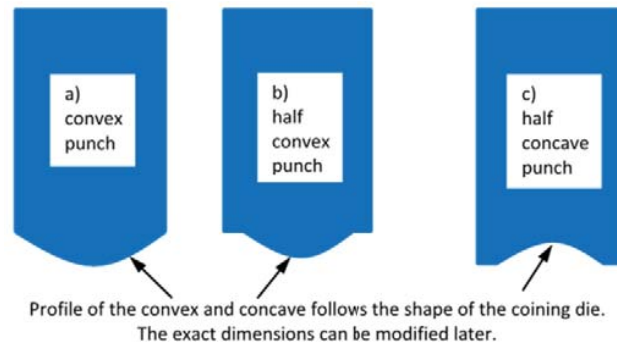 a)
convex
punch
b)
half
convex
punch
c)
half
concave
punch
Profile of the convex and concave follows the shape of the coining die.
The exact dimensions can be modified later.